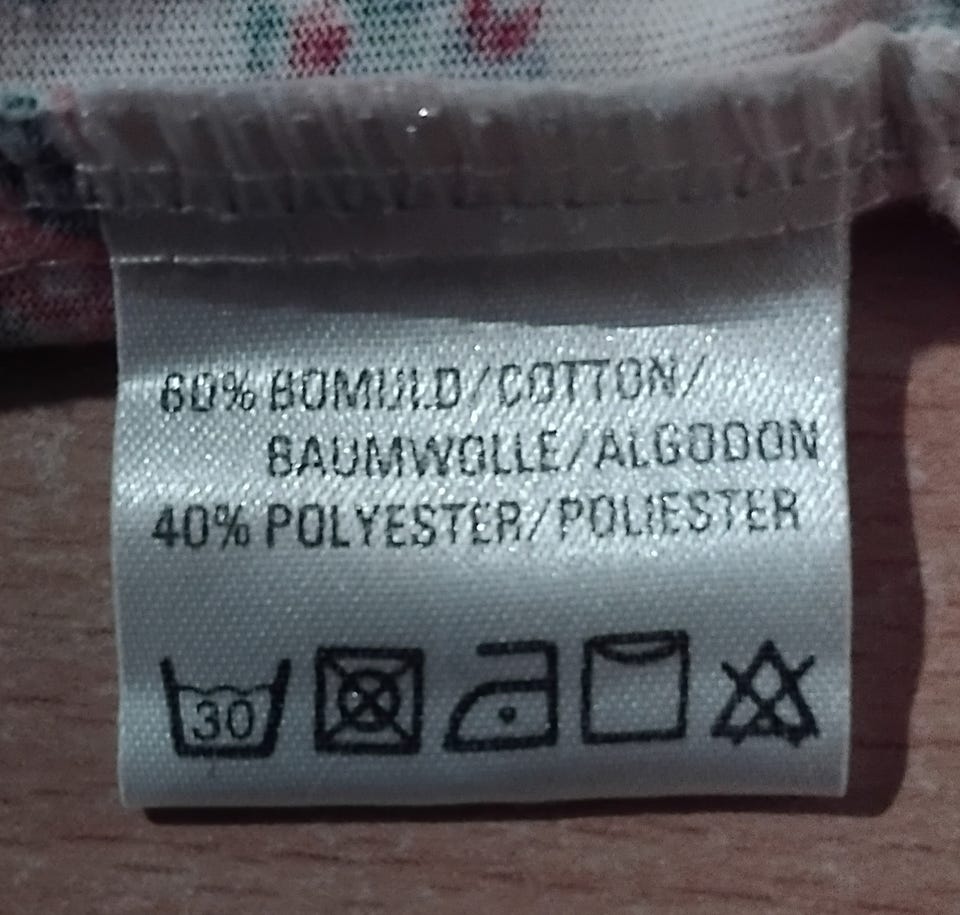 60% BOMULD/COTTON/
BAUMWOLLE/ALGODON
40% POLYESTER/POLIESTER
30